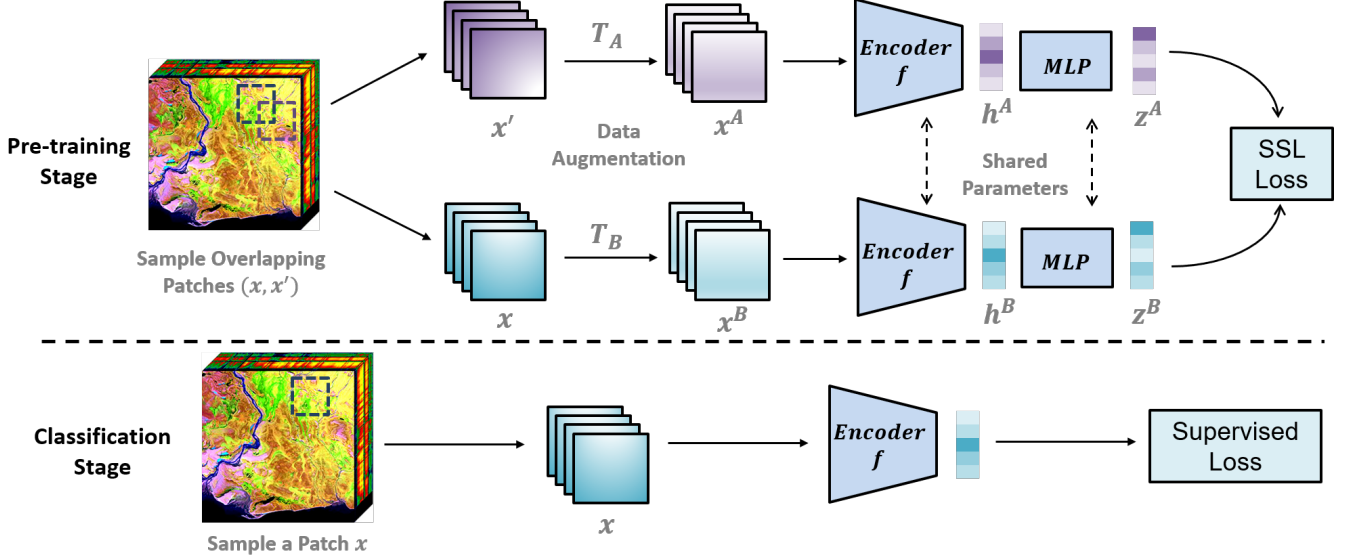 Pre-training
Stage
Sample Overlapping
Patches (x, x′)
x′
T_A
Data
Augmentation
x^A
Encoder
f
h^A
MLP
z^A
Shared
Parameters
SSL
Loss
x
T_B
x^B
Encoder
f
h^B
MLP
z^B
Classification
Stage
Sample a Patch x
x
Encoder
f
Supervised
Loss